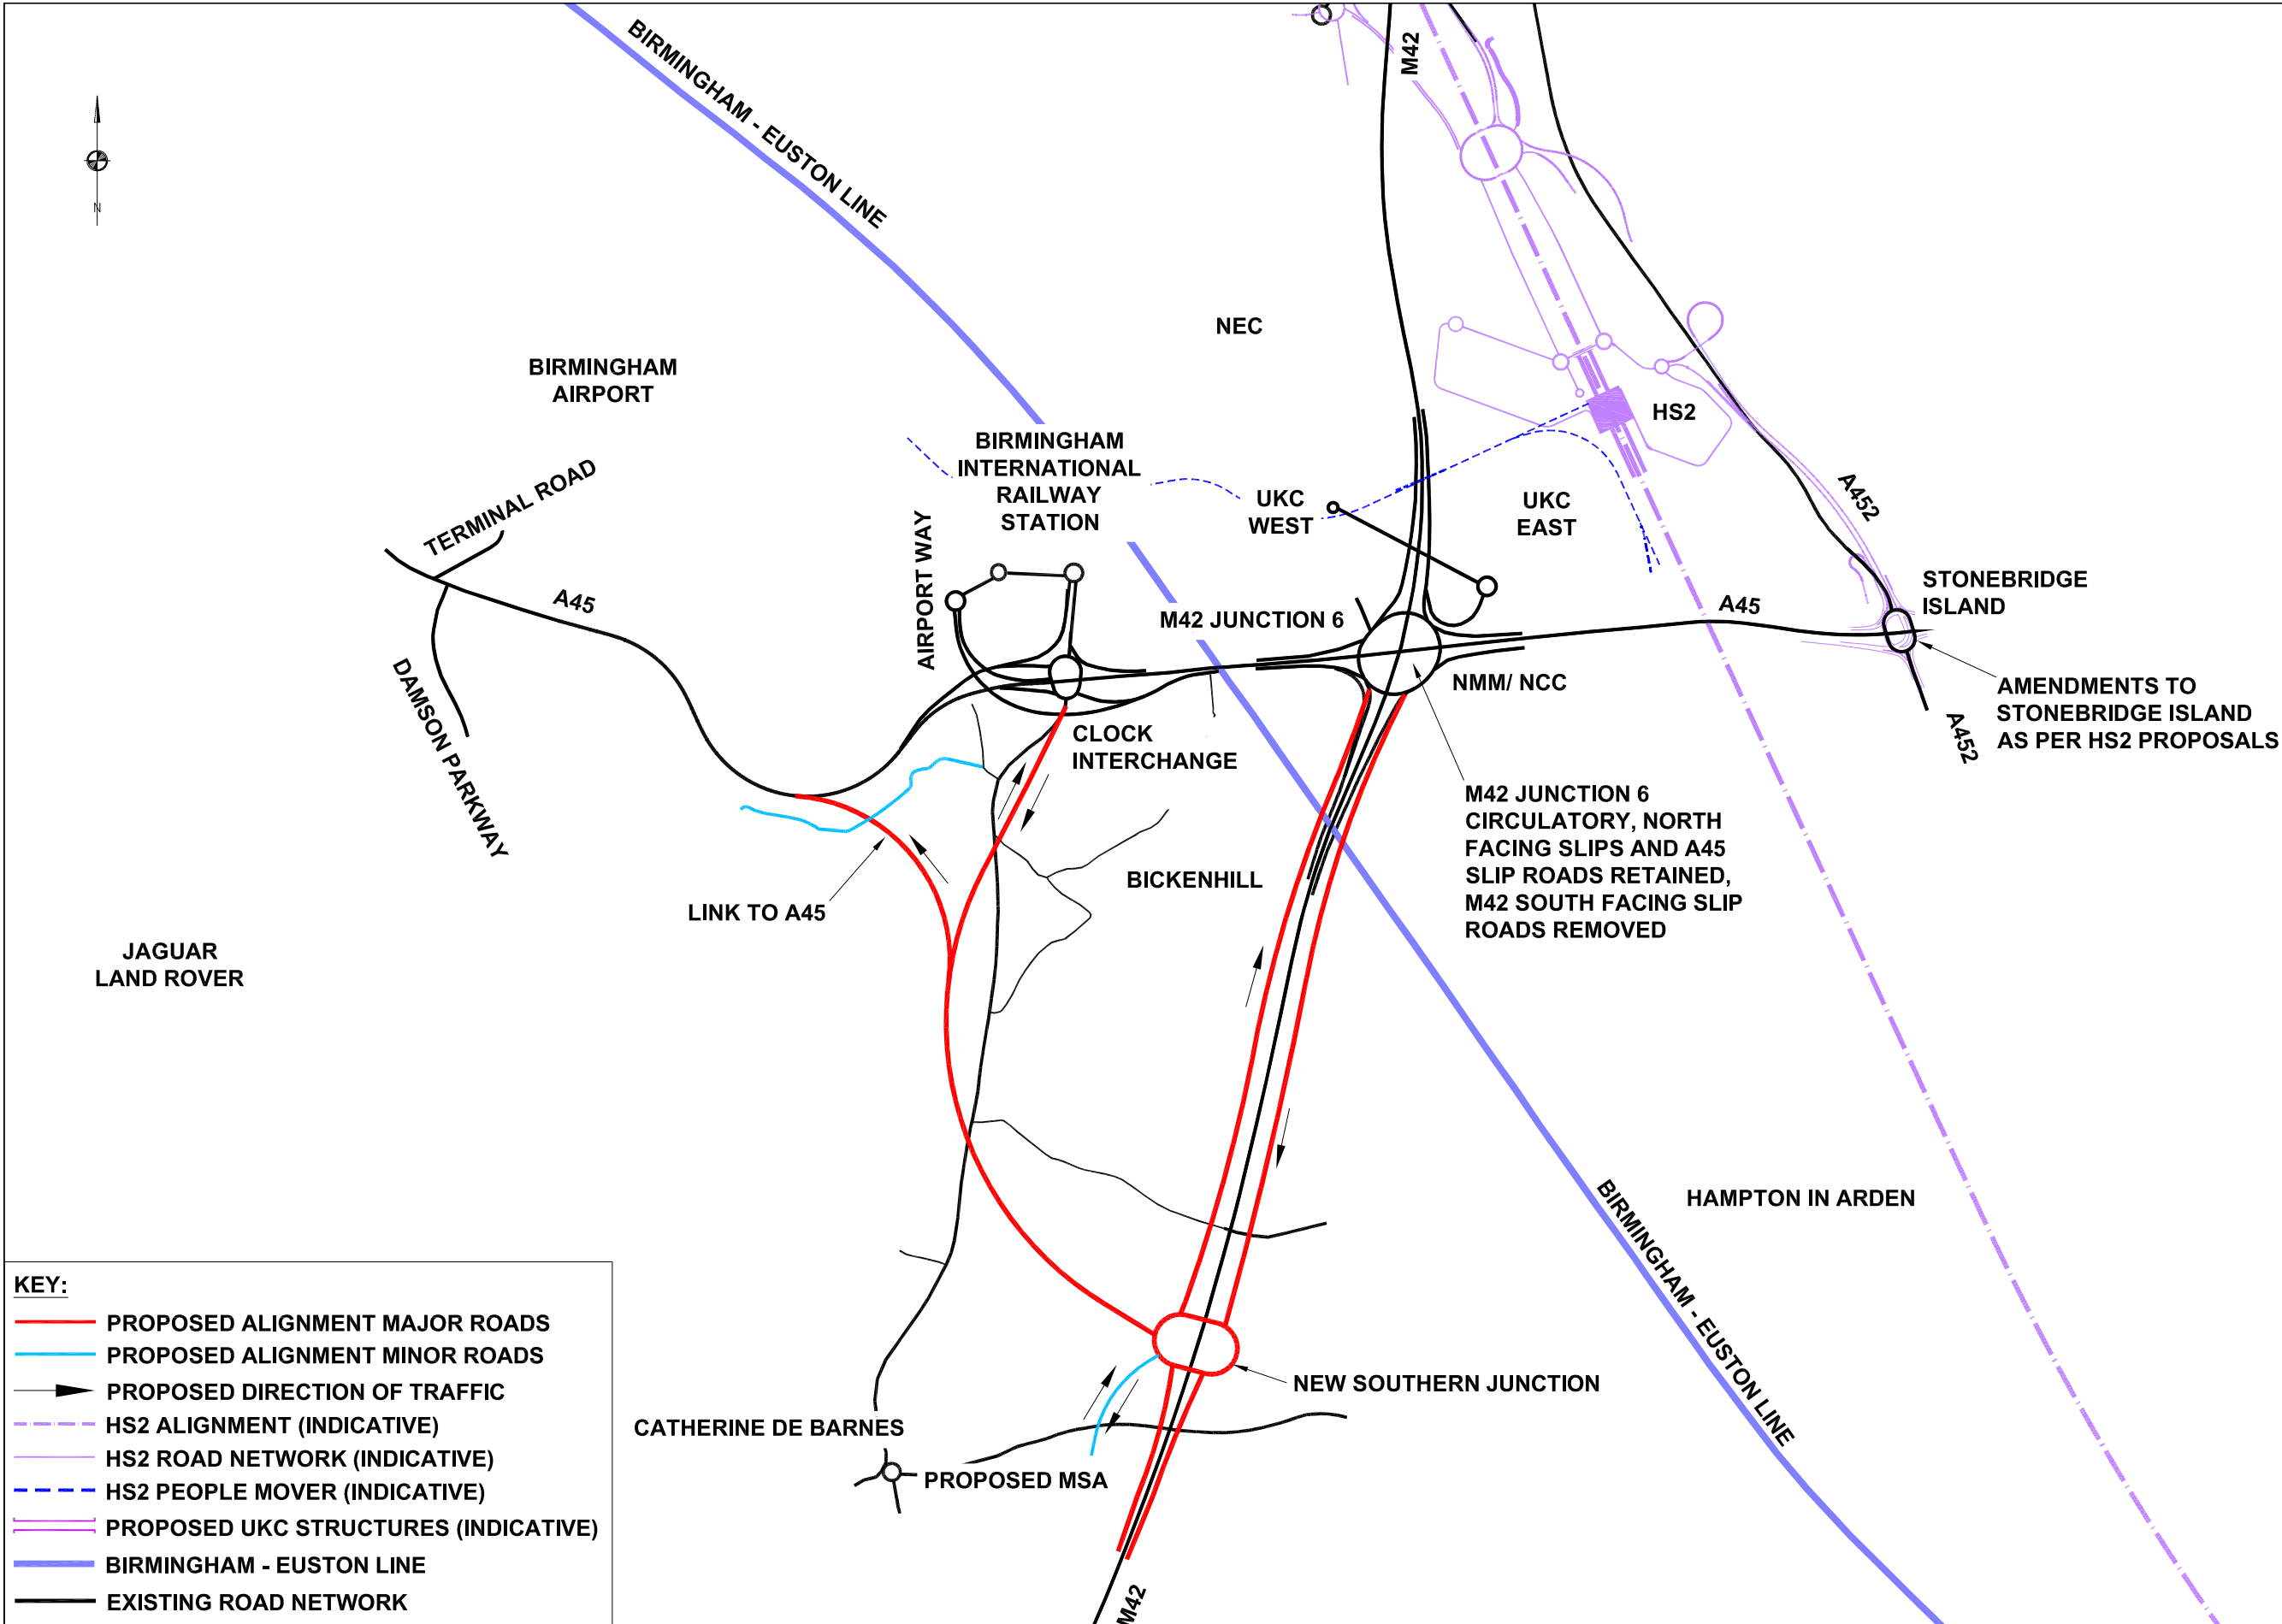 M42
BIRMINGHAM - EUSTON LINE
N
NEC
BIRMINGHAM
AIRPORT
HS2
BIRMINGHAM
INTERNATIONAL
RAILWAY
STATION
TERMINAL ROAD
UKC
WEST
UKC
EAST
A452
AIRPORT WAY
STONEBRIDGE
ISLAND
A45
A45
M42 JUNCTION 6
DAMSON PARKWAY
NMM/ NCC
AMENDMENTS TO
STONEBRIDGE ISLAND
AS PER HS2 PROPOSALS
A452
CLOCK
INTERCHANGE
M42 JUNCTION 6
CIRCULATORY, NORTH
FACING SLIPS AND A45
SLIP ROADS RETAINED,
M42 SOUTH FACING SLIP
ROADS REMOVED
BICKENHILL
LINK TO A45
JAGUAR
LAND ROVER
HAMPTON IN ARDEN
BIRMINGHAM - EUSTON LINE
NEW SOUTHERN JUNCTION
CATHERINE DE BARNES
PROPOSED MSA
M42
KEY:
PROPOSED ALIGNMENT MAJOR ROADS
PROPOSED ALIGNMENT MINOR ROADS
PROPOSED DIRECTION OF TRAFFIC
HS2 ALIGNMENT (INDICATIVE)
HS2 ROAD NETWORK (INDICATIVE)
HS2 PEOPLE MOVER (INDICATIVE)
PROPOSED UKC STRUCTURES (INDICATIVE)
BIRMINGHAM - EUSTON LINE
EXISTING ROAD NETWORK